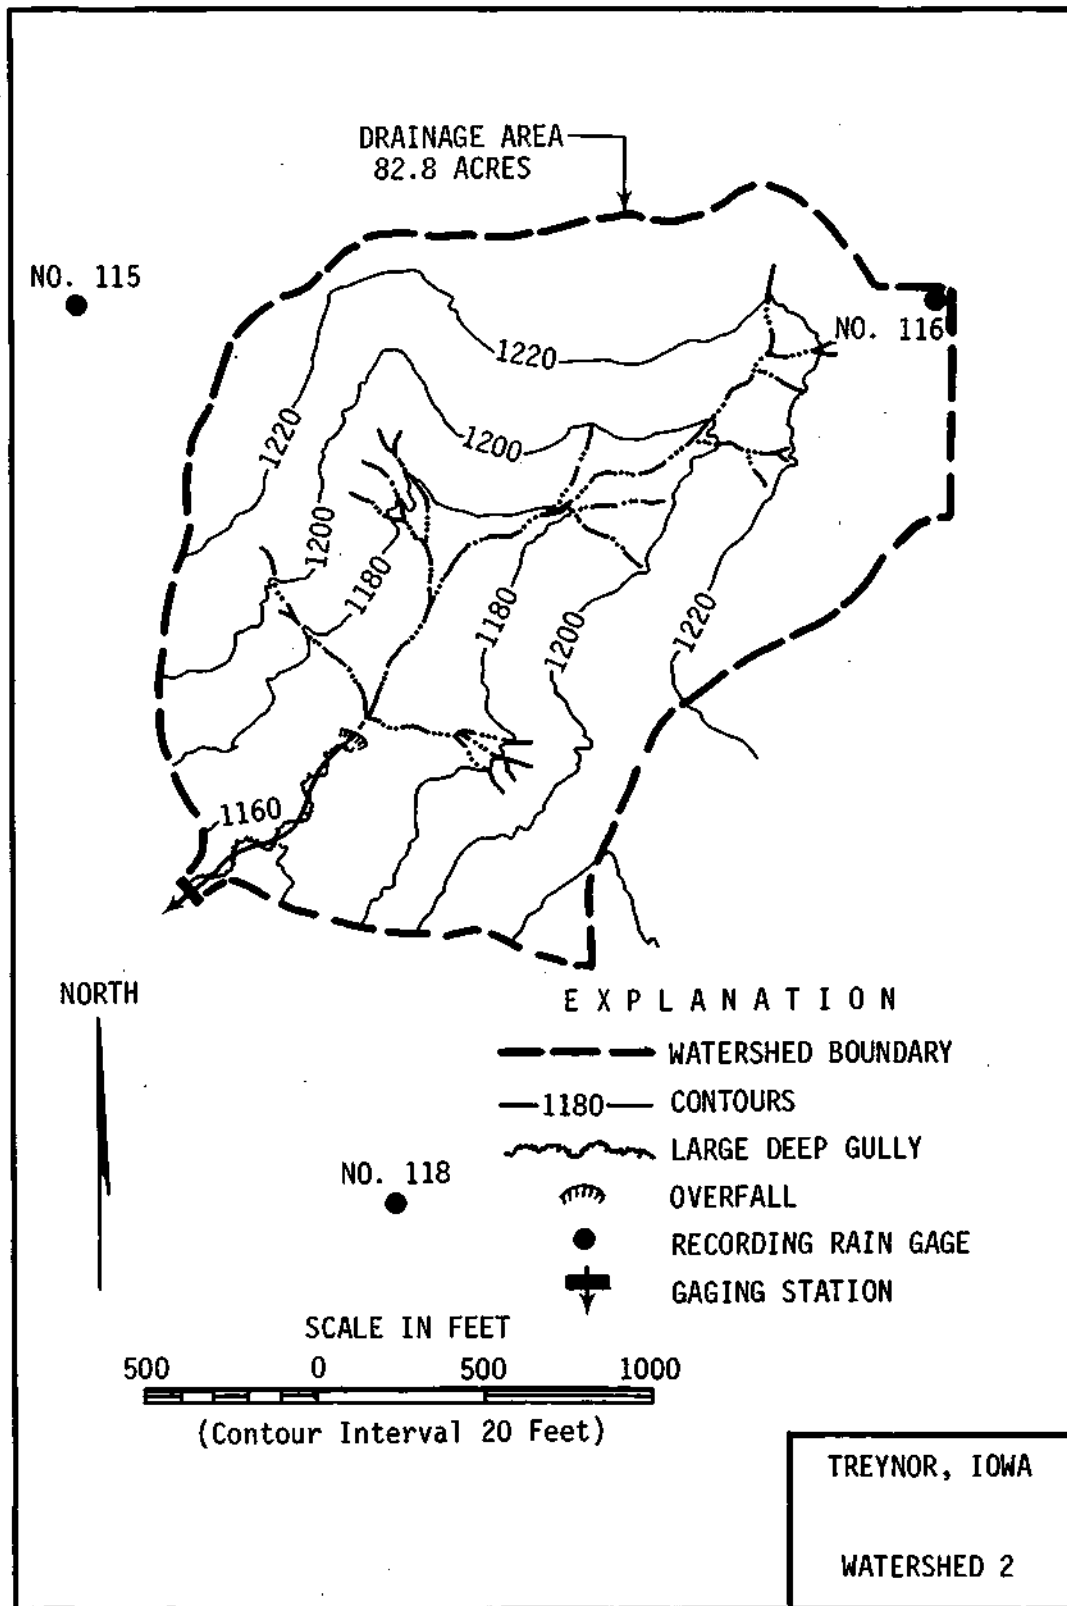 DRAINAGE AREA
82.8 ACRES
NO. 115
NO. 116
1220
1220
1200
1200
1180
1180
1200
1220
1160
NORTH
EXPLANATION
WATERSHED BOUNDARY
1180 CONTOURS
LARGE DEEP GULLY
OVERFALL
RECORDING RAIN GAGE
GAGING STATION
NO. 118
SCALE IN FEET
500 0 500 1000
(Contour Interval 20 Feet)
TREYNOR, IOWA
WATERSHED 2